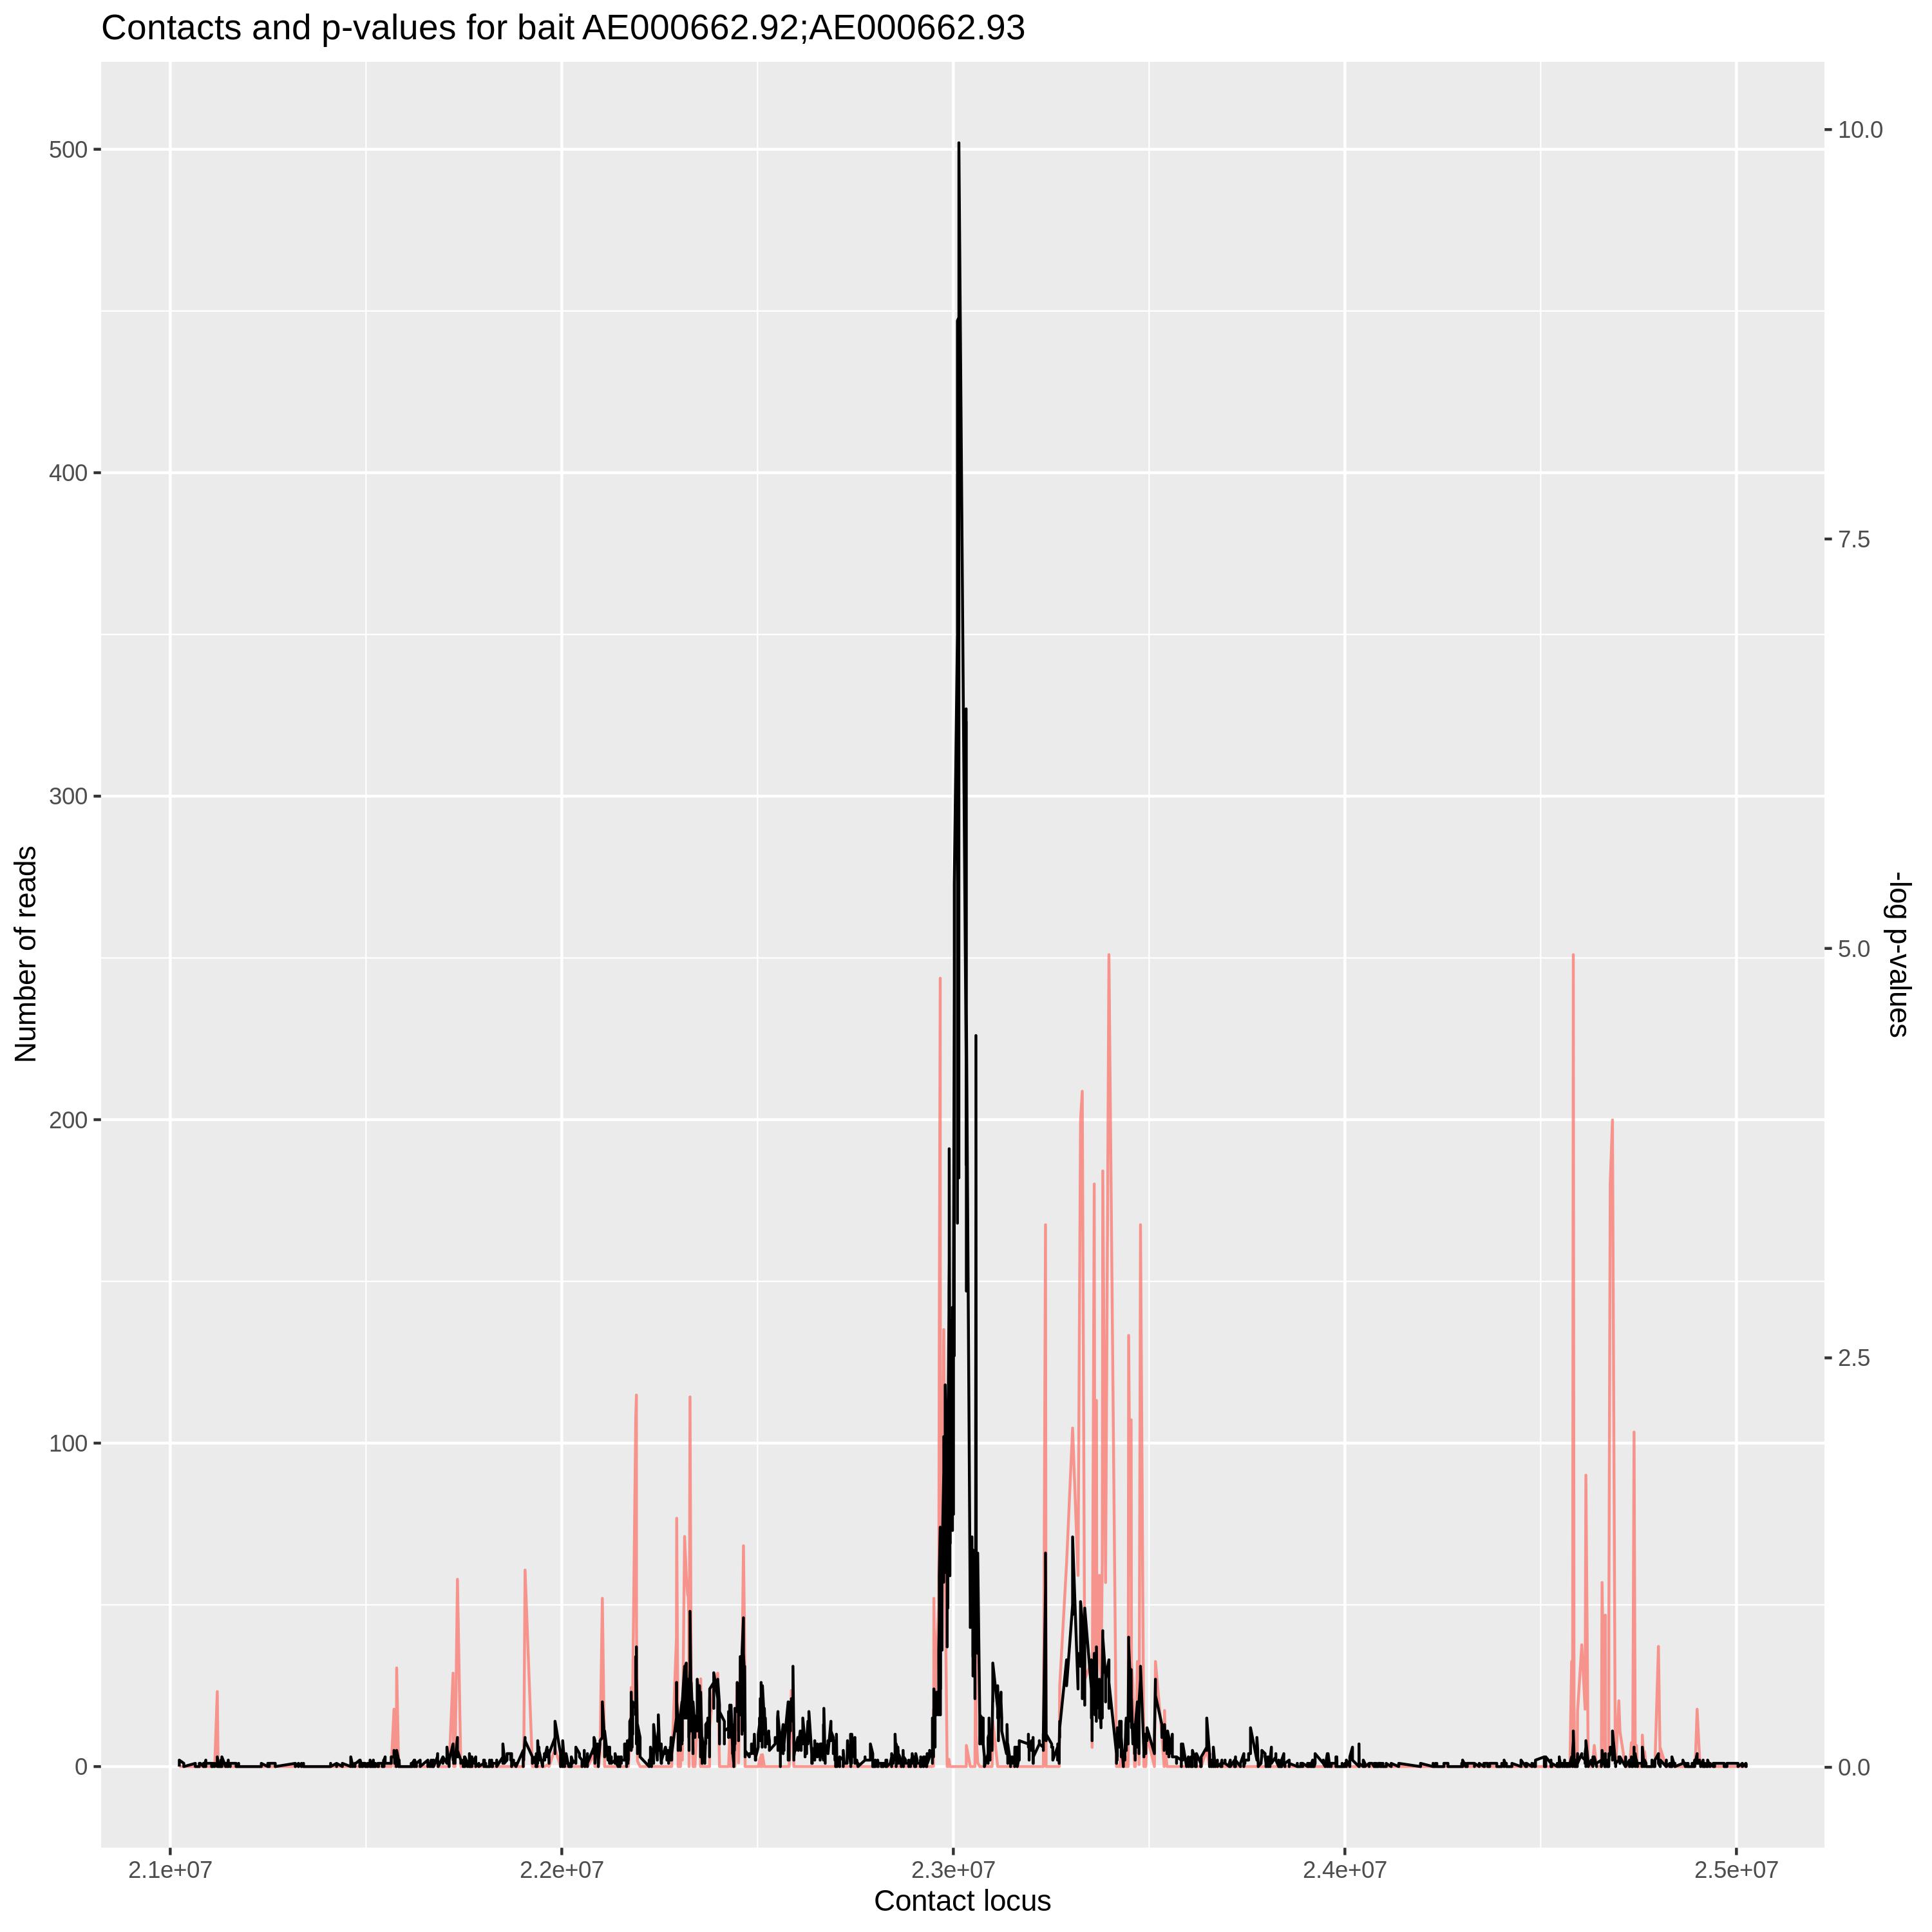 Contacts and p-values for bait AE000662.92;AE000662.93
500
400
300
200
100
0
Number of reads
10.0
7.5
5.0
2.5
0.0
-log p-values
2.1e+07
2.2e+07
2.3e+07
2.4e+07
2.5e+07
Contact locus